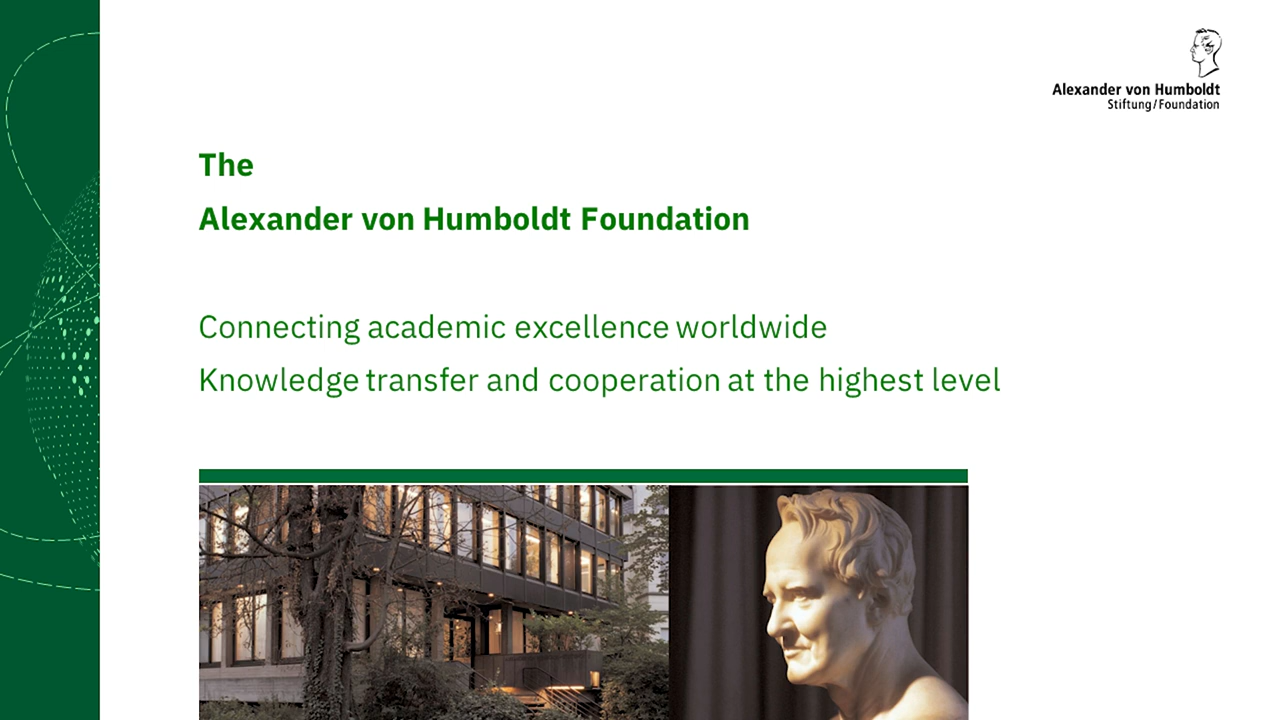 Alexander von Humboldt
Stiftung/Foundation
The
Alexander von Humboldt Foundation
Connecting academic excellence worldwide
Knowledge transfer and cooperation at the highest level